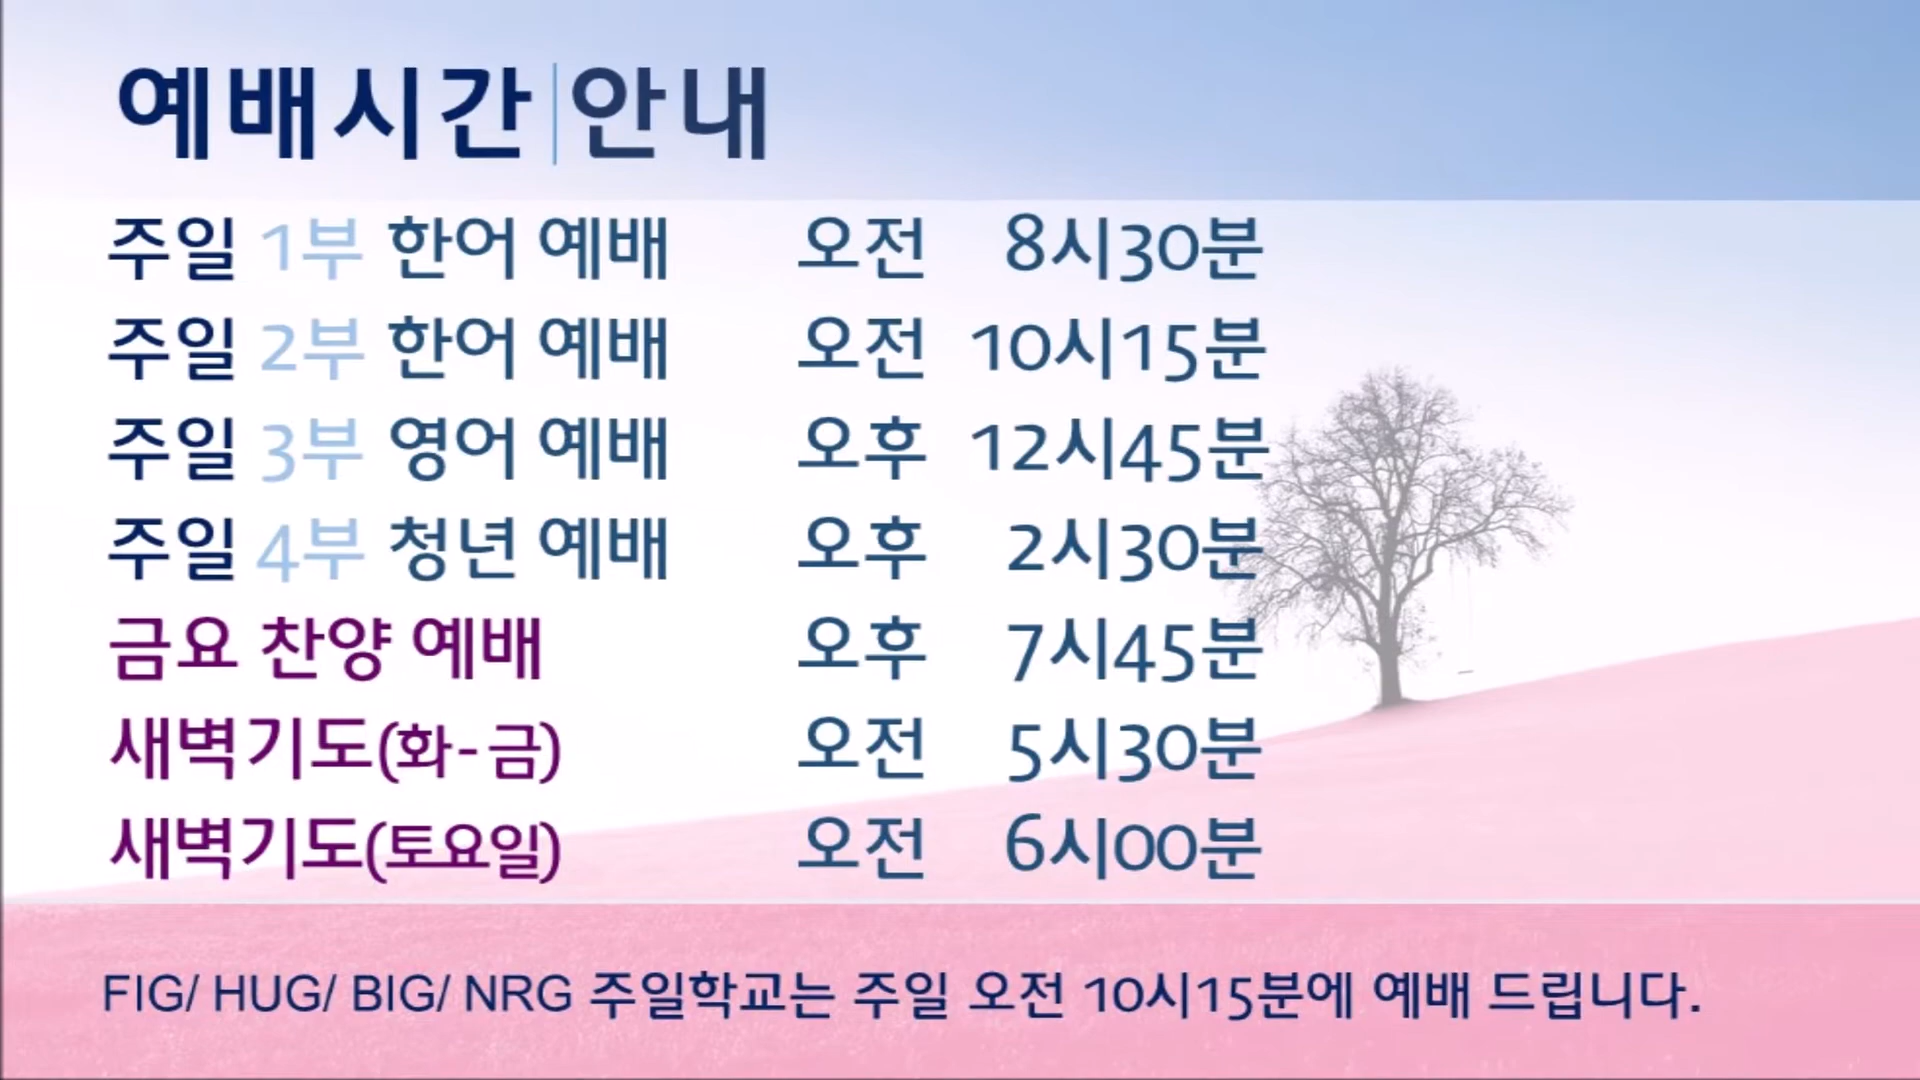 예배시간 안내
주일 1부 한어 예배 오전 8시30분
주일 2부 한어 예배 오전 10시15분
주일 3부 영어 예배 오후 12시45분
주일 4부 청년 예배 오후 2시30분
금요 찬양 예배 오후 7시45분
새벽기도(화-금) 오전 5시30분
새벽기도(토요일) 오전 6시00분
FIG/ HUG/ BIG/ NRG 주일학교는 주일 오전 10시15분에 예배 드립니다.